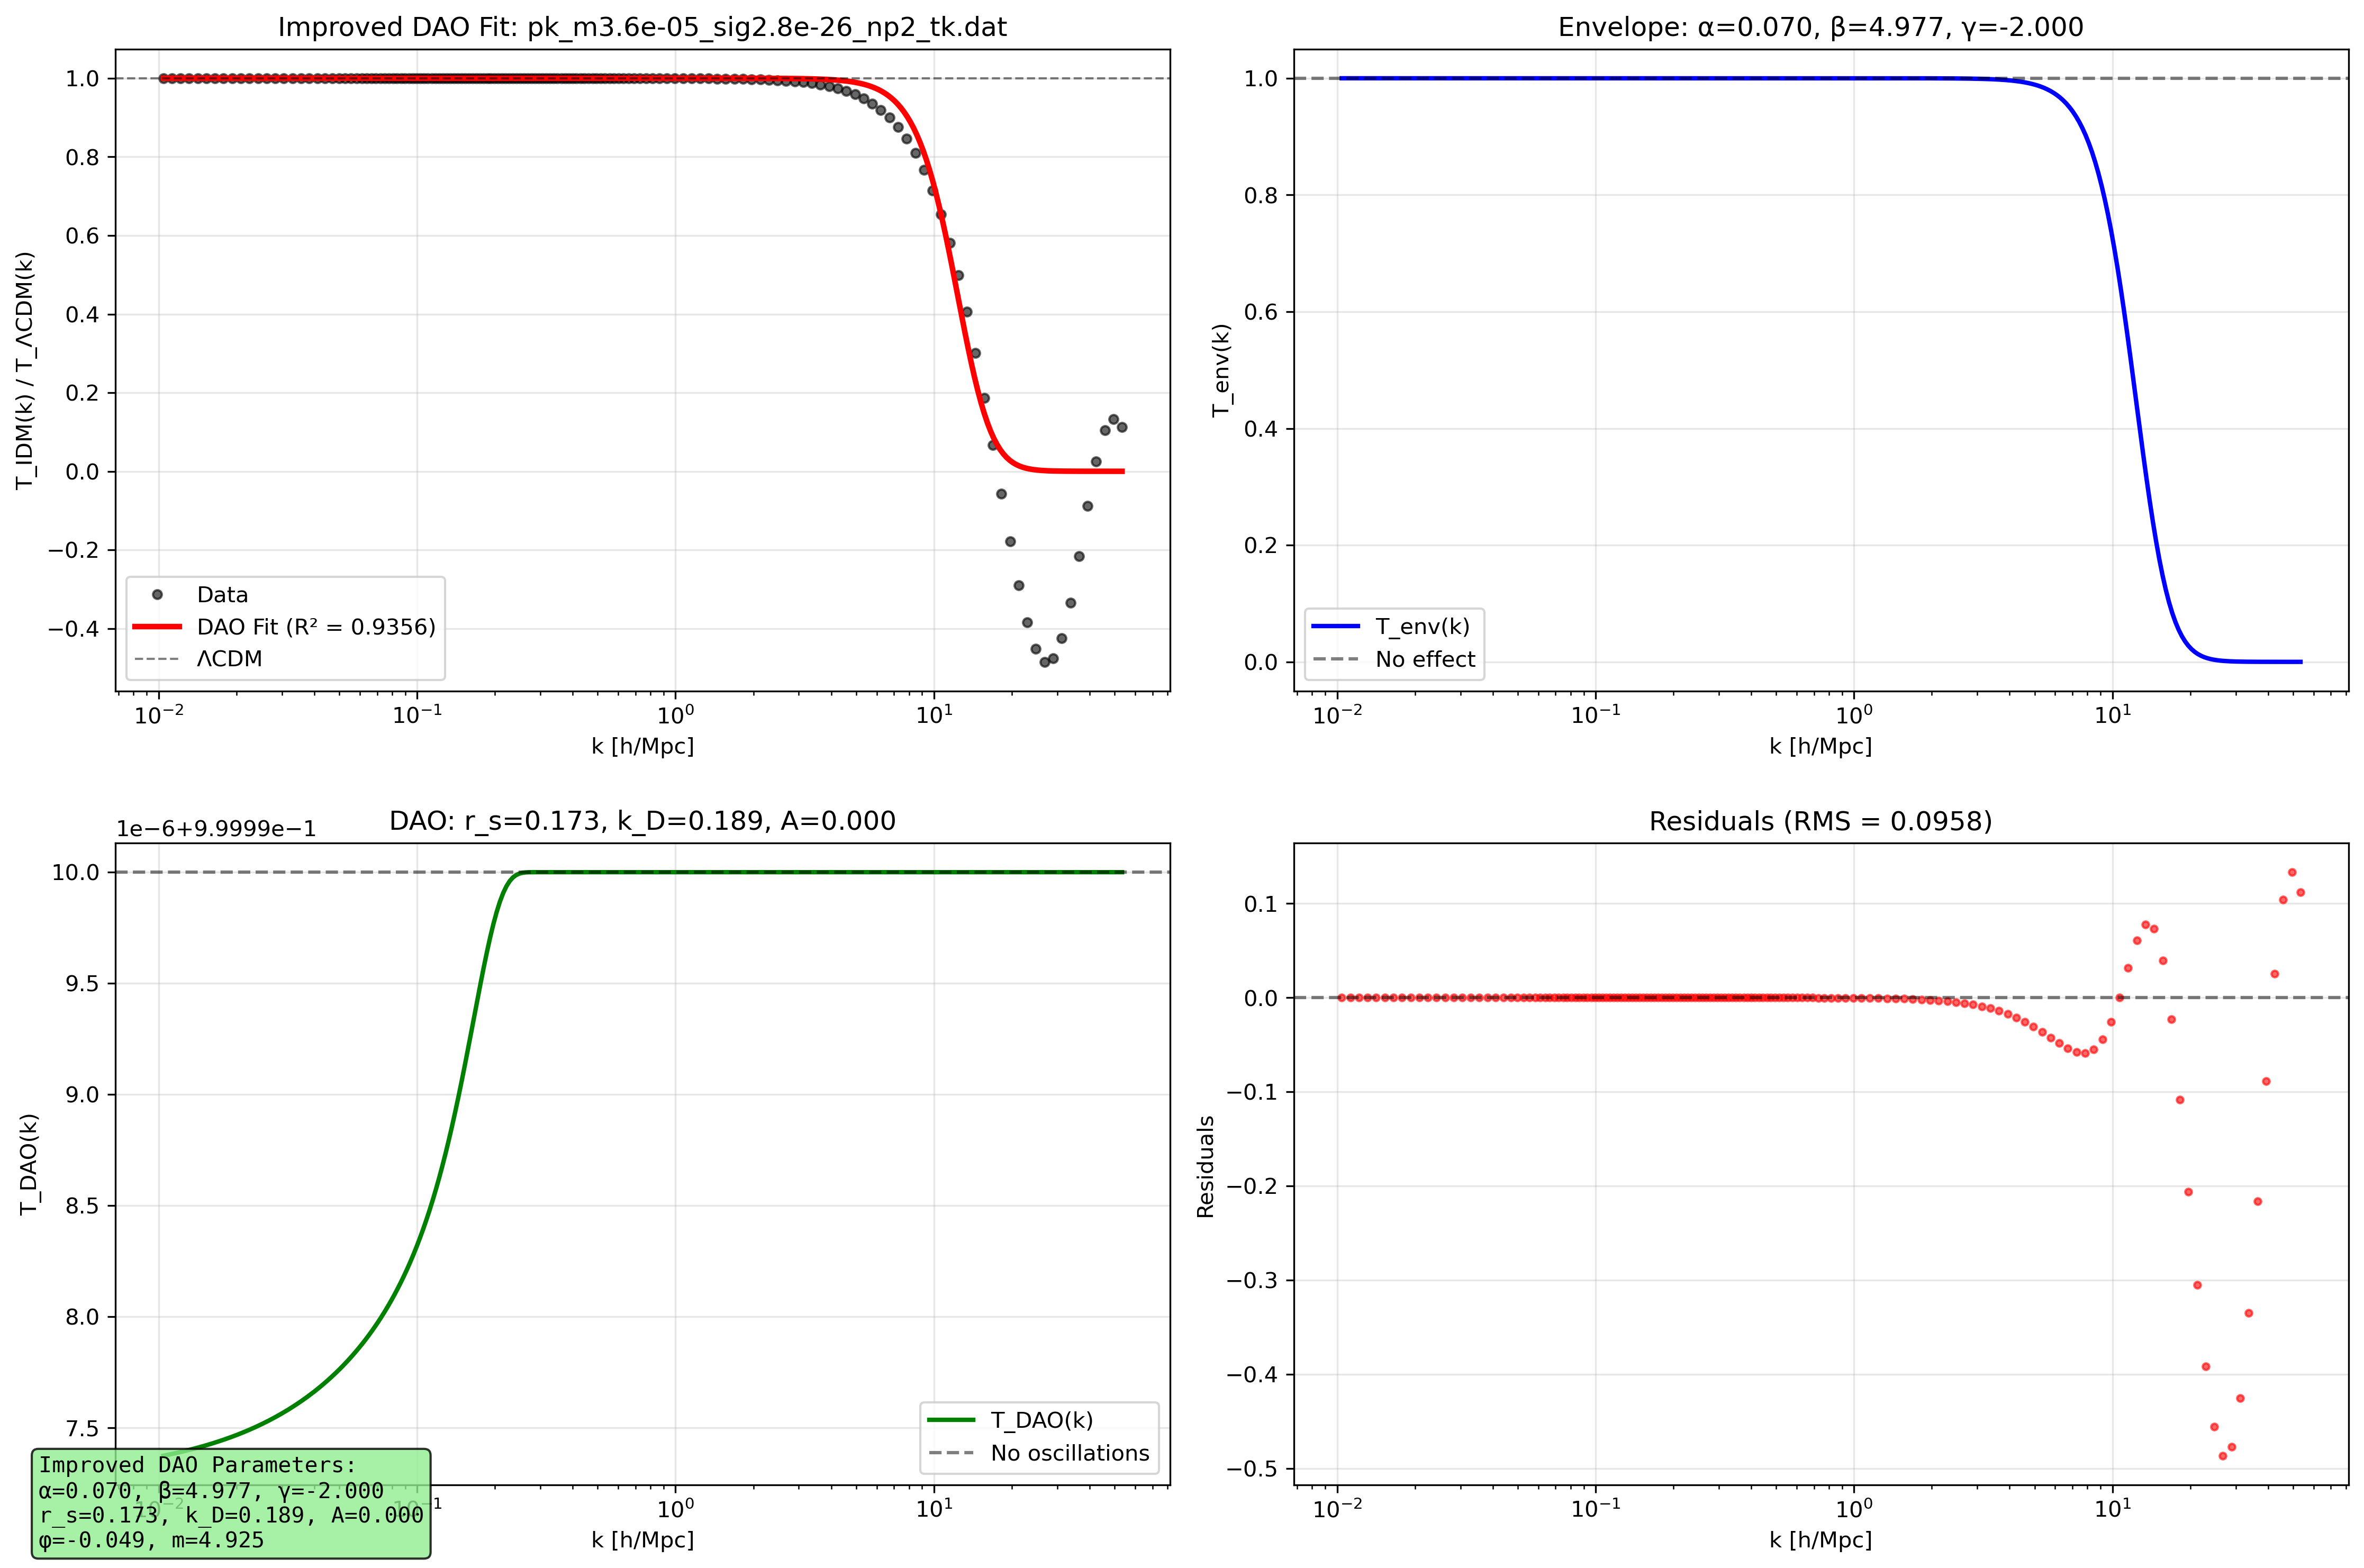 Improved DAO Fit: pk_m3.6e-05_sig2.8e-26_np2_tk.dat
T_IDM(k) / T_ΛCDM(k)
1.0
0.8
0.6
0.4
0.2
0.0
−0.2
−0.4
Data
DAO Fit (R² = 0.9356)
ΛCDM
10⁻² 10⁻¹ 10⁰ 10¹
k [h/Mpc]
Envelope: α=0.070, β=4.977, γ=-2.000
T_env(k)
1.0
0.8
0.6
0.4
0.2
0.0
T_env(k)
No effect
10⁻² 10⁻¹ 10⁰ 10¹
k [h/Mpc]
DAO: r_s=0.173, k_D=0.189, A=0.000
1e-6+9.9999e-1
T_DAO(k)
10.0
9.5
9.0
8.5
8.0
7.5
T_DAO(k)
No oscillations
10⁻² 10⁻¹ 10⁰ 10¹
k [h/Mpc]
Improved DAO Parameters:
α=0.070, β=4.977, γ=-2.000
r_s=0.173, k_D=0.189, A=0.000
φ=-0.049, m=4.925
Residuals (RMS = 0.0958)
Residuals
0.1
0.0
−0.1
−0.2
−0.3
−0.4
−0.5
10⁻² 10⁻¹ 10⁰ 10¹
k [h/Mpc]